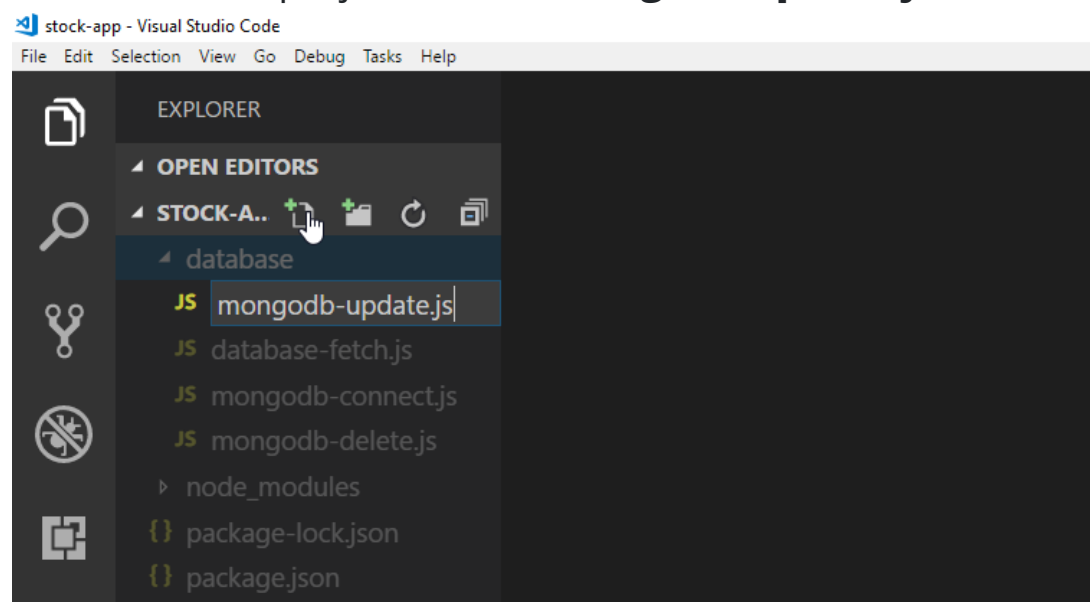 stock-app - Visual Studio Code
File Edit Selection View Go Debug Tasks Help
EXPLORER
OPEN EDITORS
STOCK-A..
database
JS mongodb-update.js
JS database-fetch.js
JS mongodb-connect.js
JS mongodb-delete.js
node_modules
{} package-lock.json
{} package.json